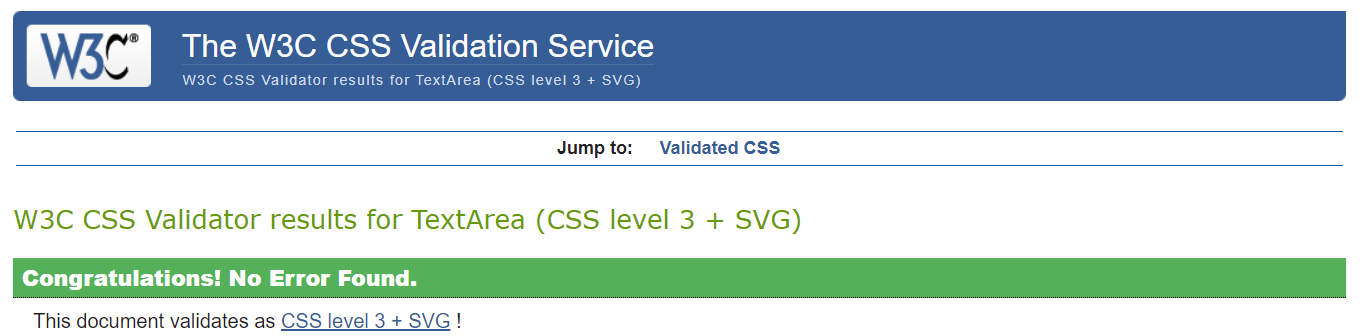 W3C®
The W3C CSS Validation Service
W3C CSS Validator results for TextArea (CSS level 3 + SVG)
Jump to: Validated CSS
W3C CSS Validator results for TextArea (CSS level 3 + SVG)
Congratulations! No Error Found.
This document validates as CSS level 3 + SVG !